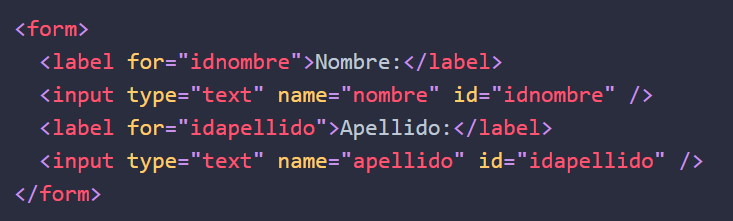 <form>
<label for="idnombre">Nombre:</label>
<input type="text" name="nombre" id="idnombre" />
<label for="idapellido">Apellido:</label>
<input type="text" name="apellido" id="idapellido" />
</form>